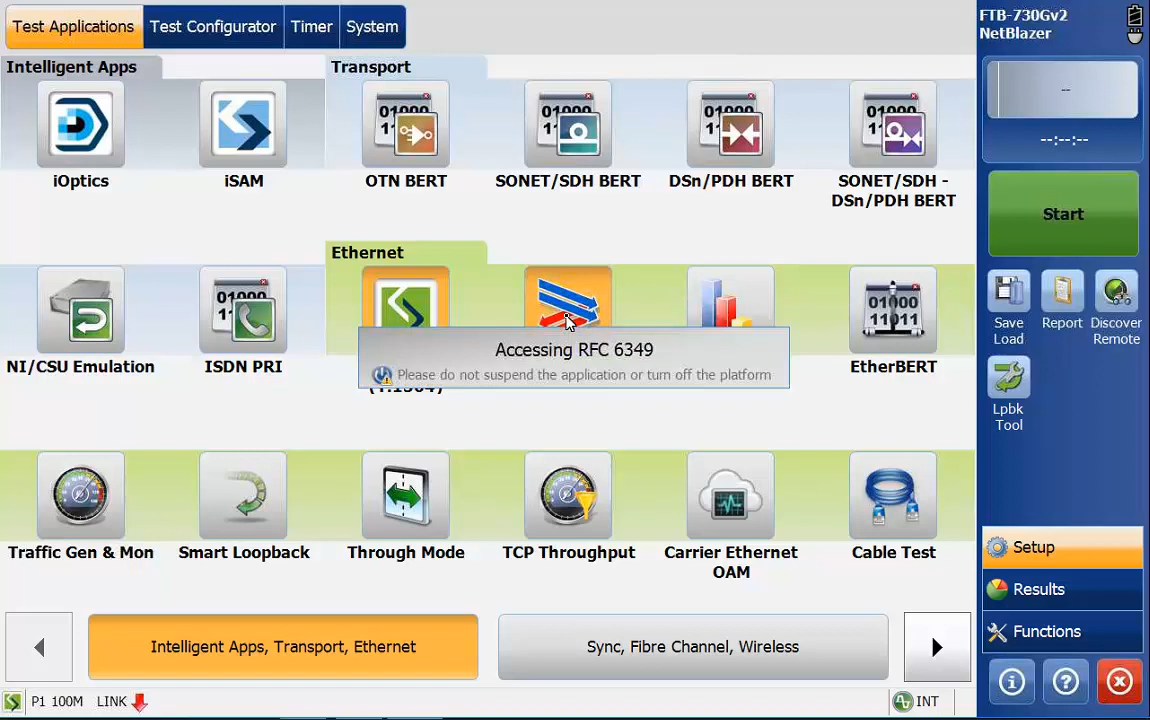 Test Applications
Test Configurator
Timer
System
FTB-730Gv2
NetBlazer
Intelligent Apps
Transport
iOptics
iSAM
OTN BERT
SONET/SDH BERT
DSn/PDH BERT
SONET/SDH -
DSn/PDH BERT
--
--:--:--
Start
Ethernet
NI/CSU Emulation
ISDN PRI
EtherBERT
Accessing RFC 6349
Please do not suspend the application or turn off the platform
Save
Load
Report
Discover
Remote
Lpbk
Tool
Traffic Gen & Mon
Smart Loopback
Through Mode
TCP Throughput
Carrier Ethernet
OAM
Cable Test
Setup
Results
Functions
Intelligent Apps, Transport, Ethernet
Sync, Fibre Channel, Wireless
P1 100M
LINK
INT